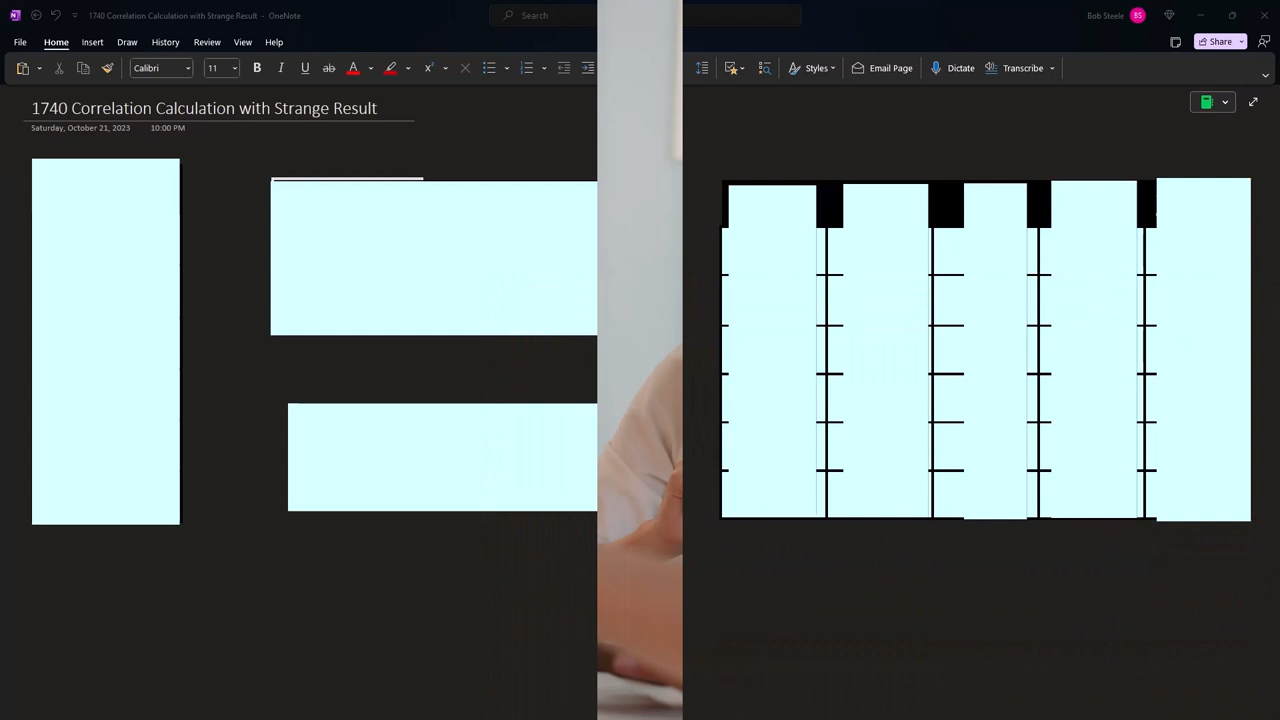 1740 Correlation Calculation with Strange Result - OneNote
Search
Bob Steele
BS
File Home Insert Draw History Review View Help
Share
Calibri
11
B I U ab A
Styles
Email Page
Dictate
Transcribe
1740 Correlation Calculation with Strange Result
Saturday, October 21, 2023 10:00 PM